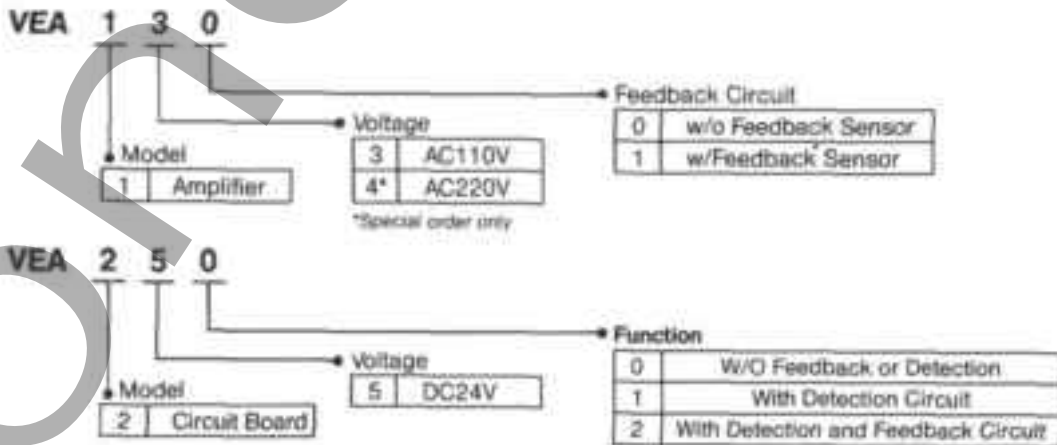 VEA 1 3 0
Feedback Circuit
0 w/o Feedback Sensor
1 w/Feedback Sensor
Voltage
3 AC110V
4* AC220V
*Special order only
Model
1 Amplifier
VEA 2 5 0
Function
0 W/O Feedback or Detection
1 With Detection Circuit
2 With Detection and Feedback Circuit
Voltage
5 DC24V
Model
2 Circuit Board